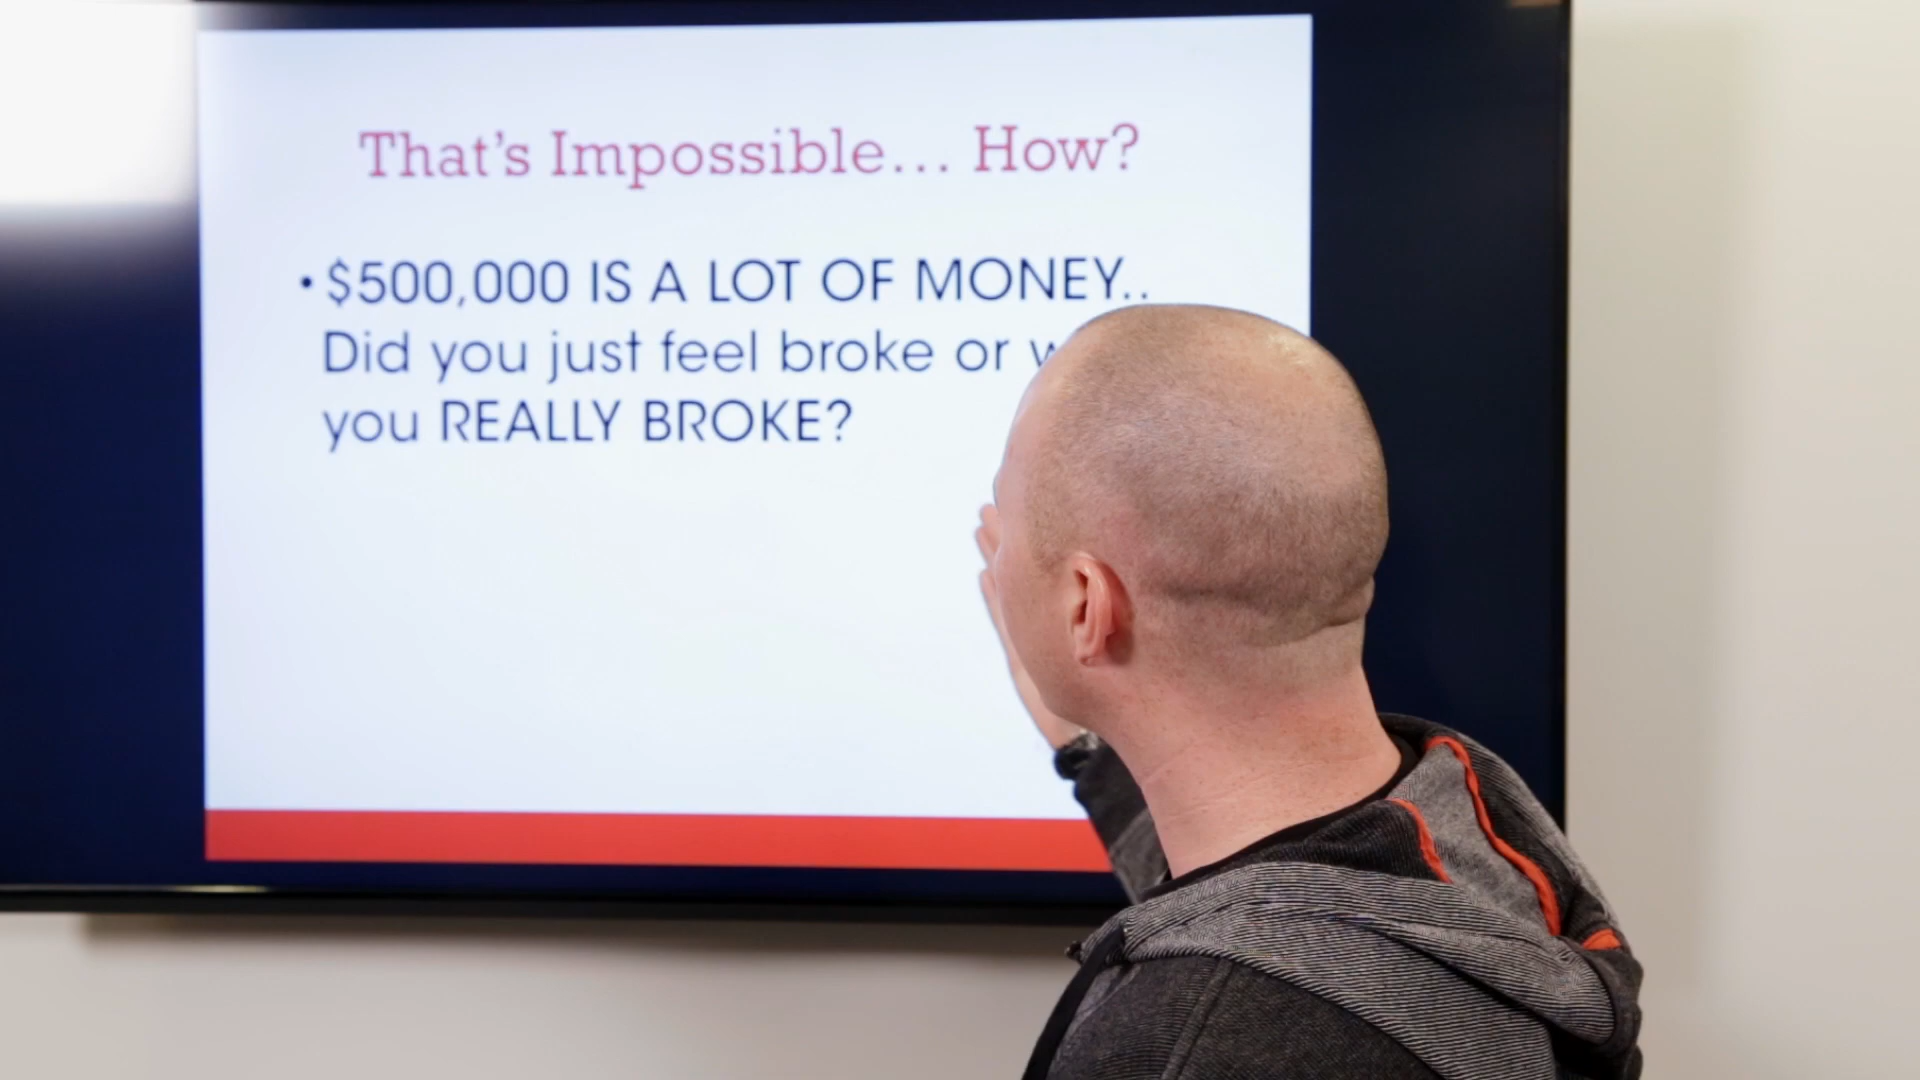 That's Impossible... How?
• $500,000 IS A LOT OF MONEY..
Did you just feel broke or
you REALLY BROKE?